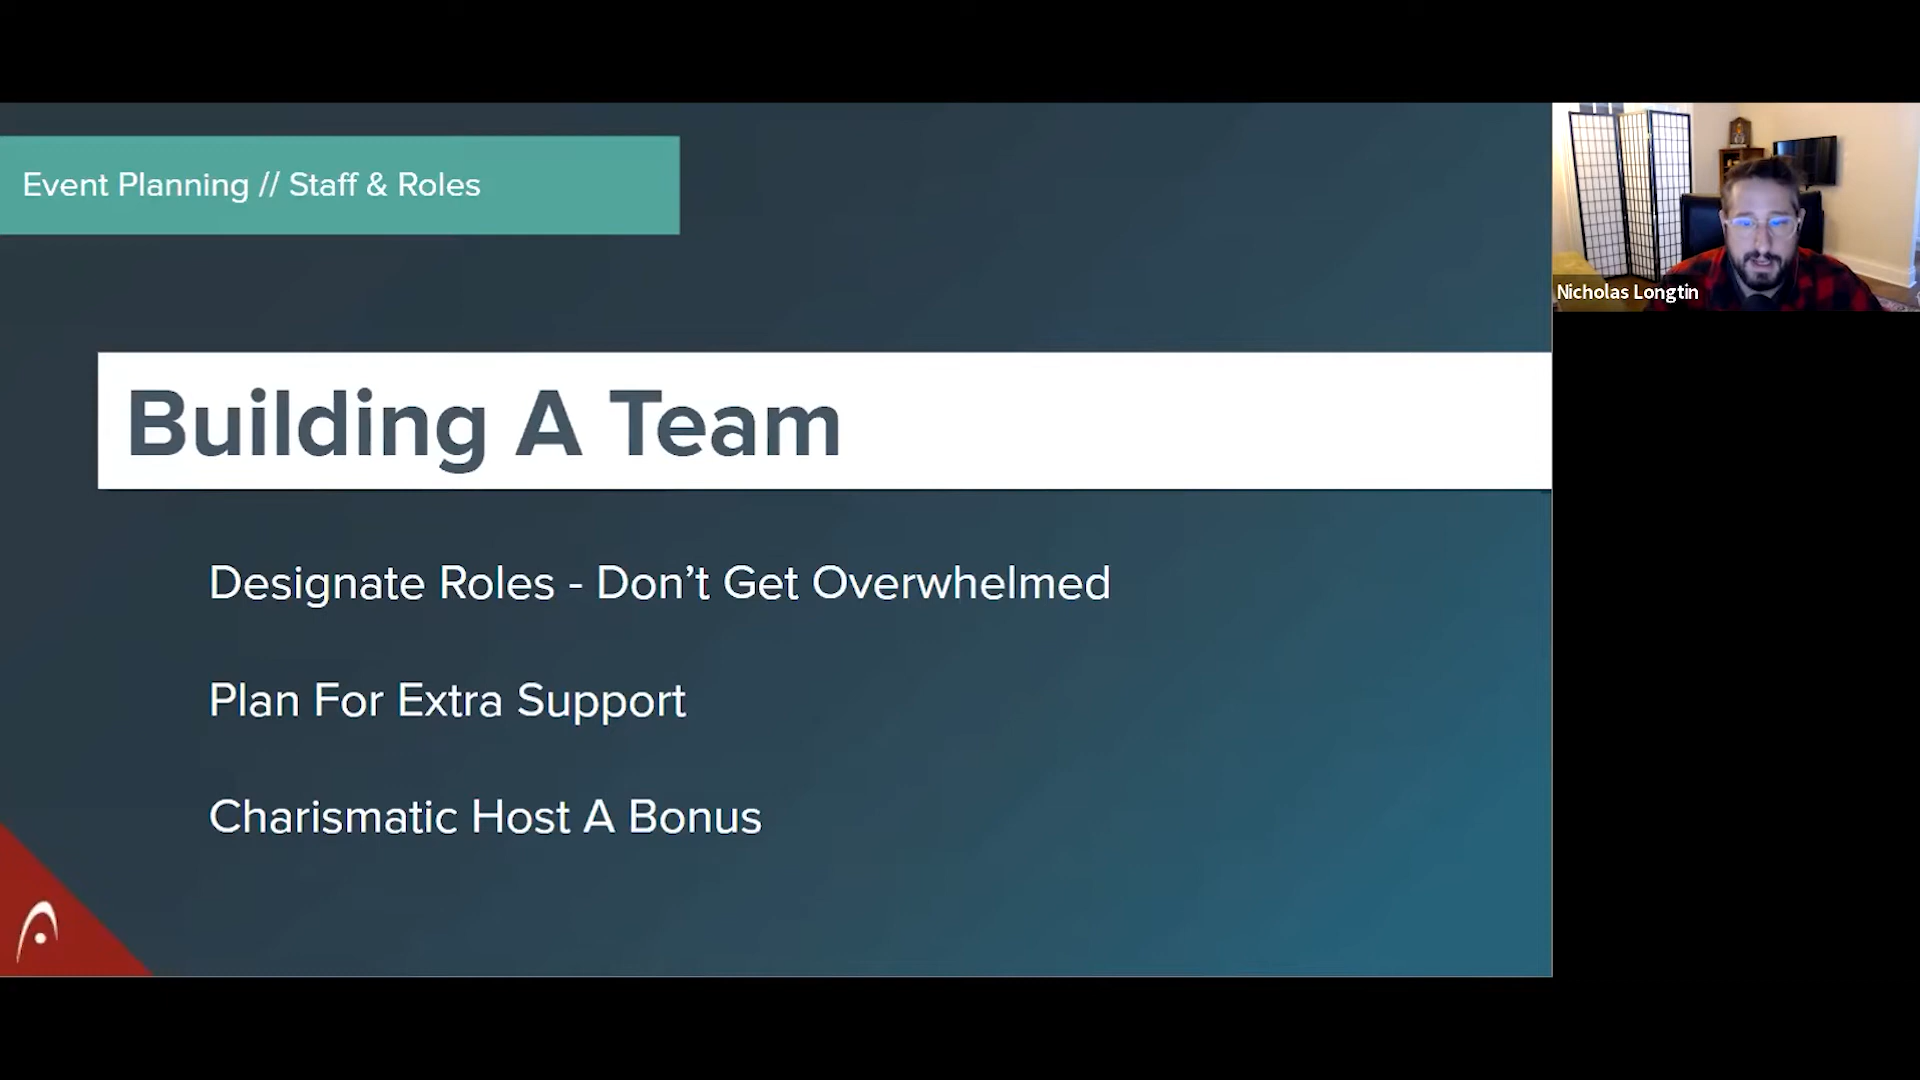 Event Planning // Staff & Roles
Nicholas Longtin
Building A Team
Designate Roles - Don’t Get Overwhelmed
Plan For Extra Support
Charismatic Host A Bonus